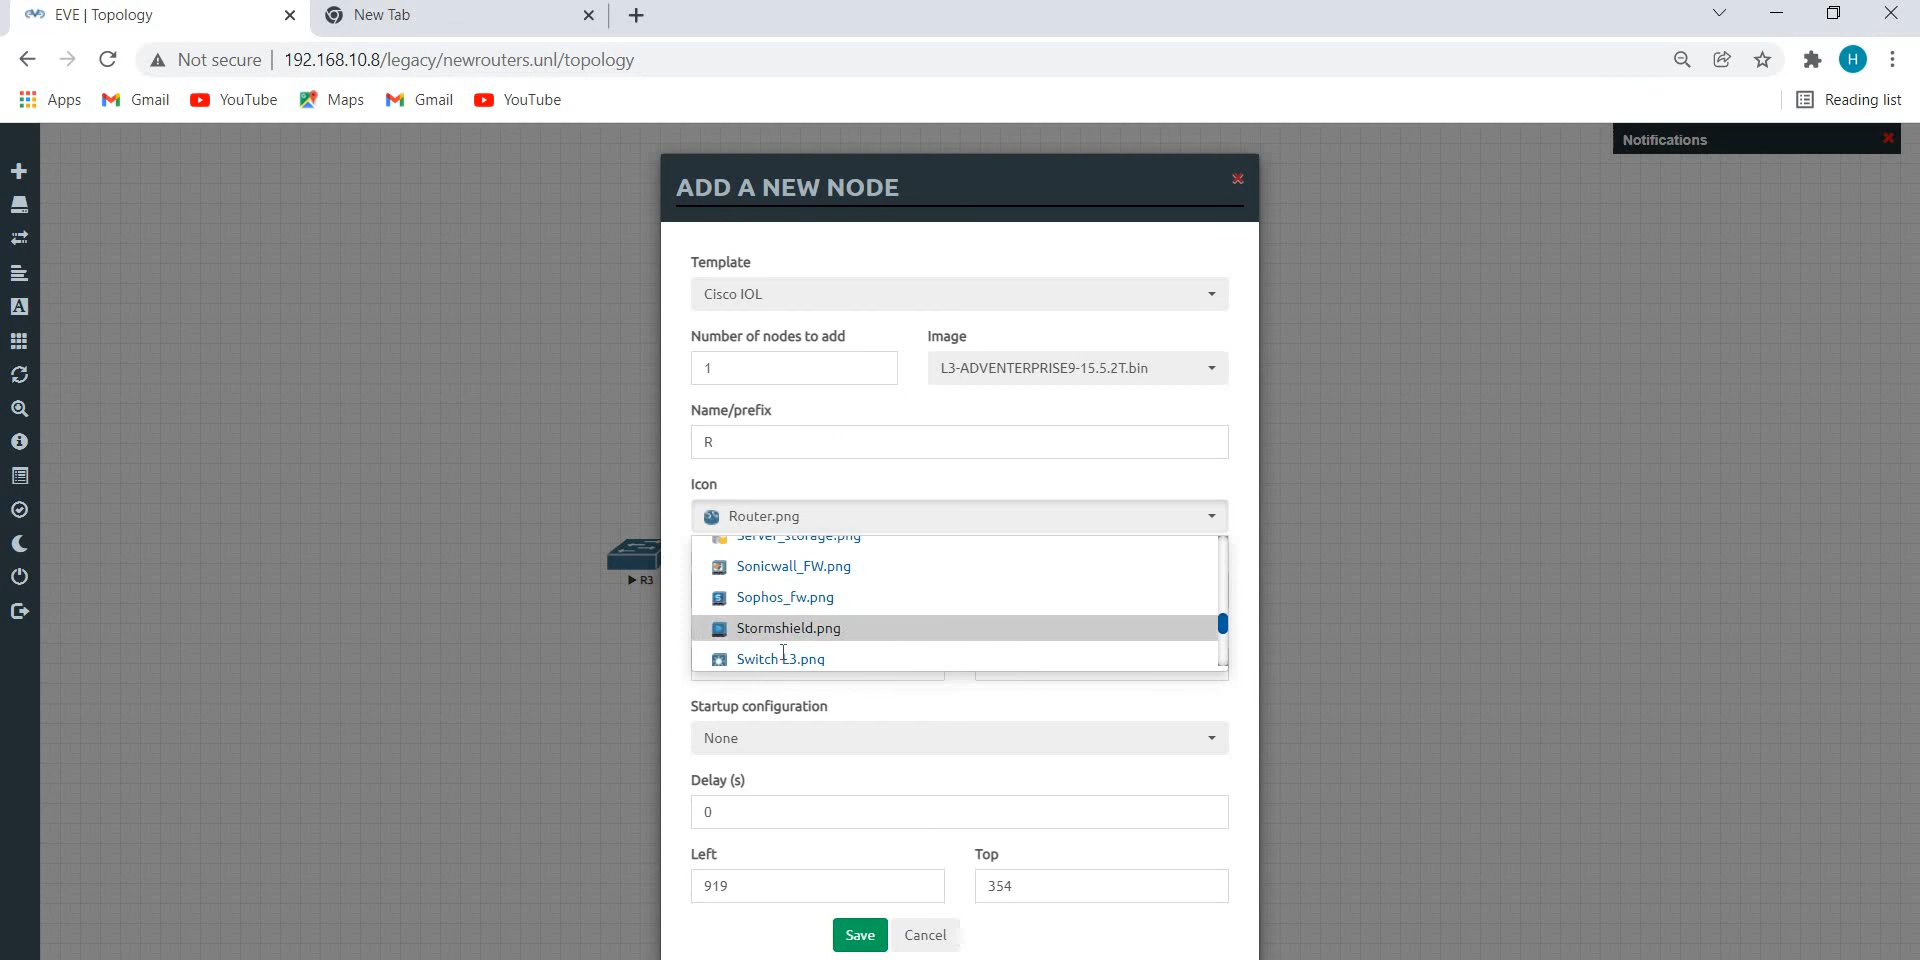 EVE | Topology
New Tab
Not secure
192.168.10.8/legacy/newrouters.unl/topology
H
Apps
Gmail
YouTube
Maps
Gmail
YouTube
Reading list
Notifications
ADD A NEW NODE
Template
Cisco IOL
Number of nodes to add
Image
1
L3-ADVENTERPRISE9-15.5.2T.bin
Name/prefix
R
Icon
Router.png
Server_storage.png
Sonicwall_FW.png
Sophos_fw.png
Stormshield.png
Switch L3.png
R3
Startup configuration
None
Delay (s)
0
Left
Top
919
354
Save
Cancel